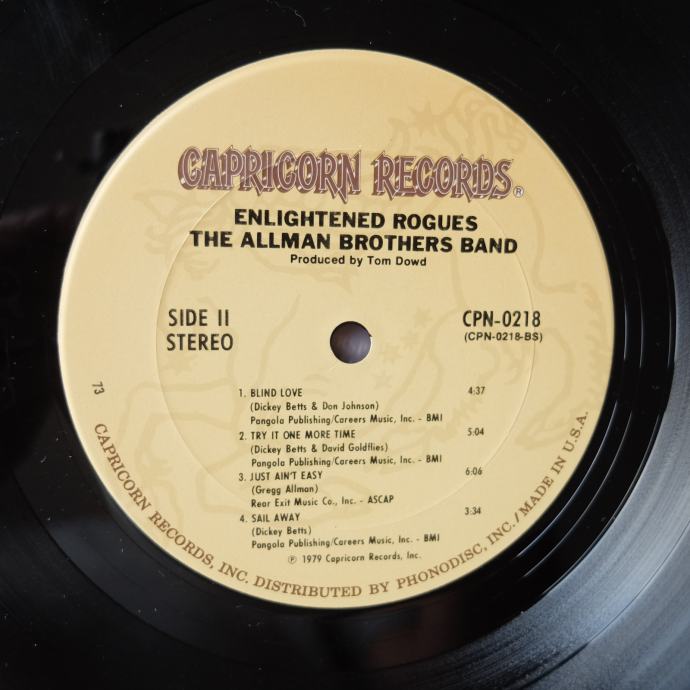 CAPRICORN RECORDS®
ENLIGHTENED ROGUES
THE ALLMAN BROTHERS BAND
Produced by Tom Dowd
SIDE II
STEREO
CPN-0218
(CPN-0218-BS)
1. BLIND LOVE 4:37
(Dickey Betts & Don Johnson)
Pangola Publishing/Careers Music, Inc. - BMI
2. TRY IT ONE MORE TIME 5:04
(Dickey Betts & David Goldflies)
Pangola Publishing/Careers Music, Inc. - BMI
3. JUST AIN'T EASY 6:06
(Gregg Allman)
Rear Exit Music Co., Inc. - ASCAP
4. SAIL AWAY 3:34
(Dickey Betts)
Pangola Publishing/Careers Music, Inc. - BMI
℗ 1979 Capricorn Records, Inc.
73
CAPRICORN RECORDS, INC. DISTRIBUTED BY PHONODISC, INC./MADE IN U.S.A.